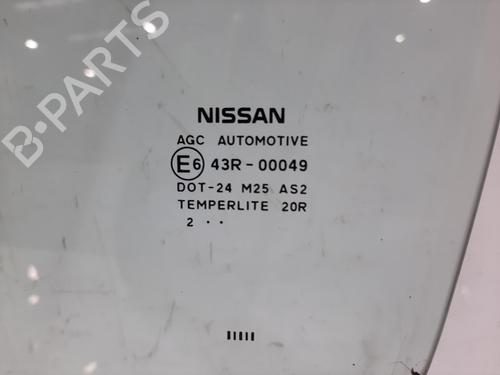 B-Parts
NISSAN
AGC AUTOMOTIVE
E6 43R-00049
DOT-24 M25 AS2
TEMPERLITE 20R
2 ··